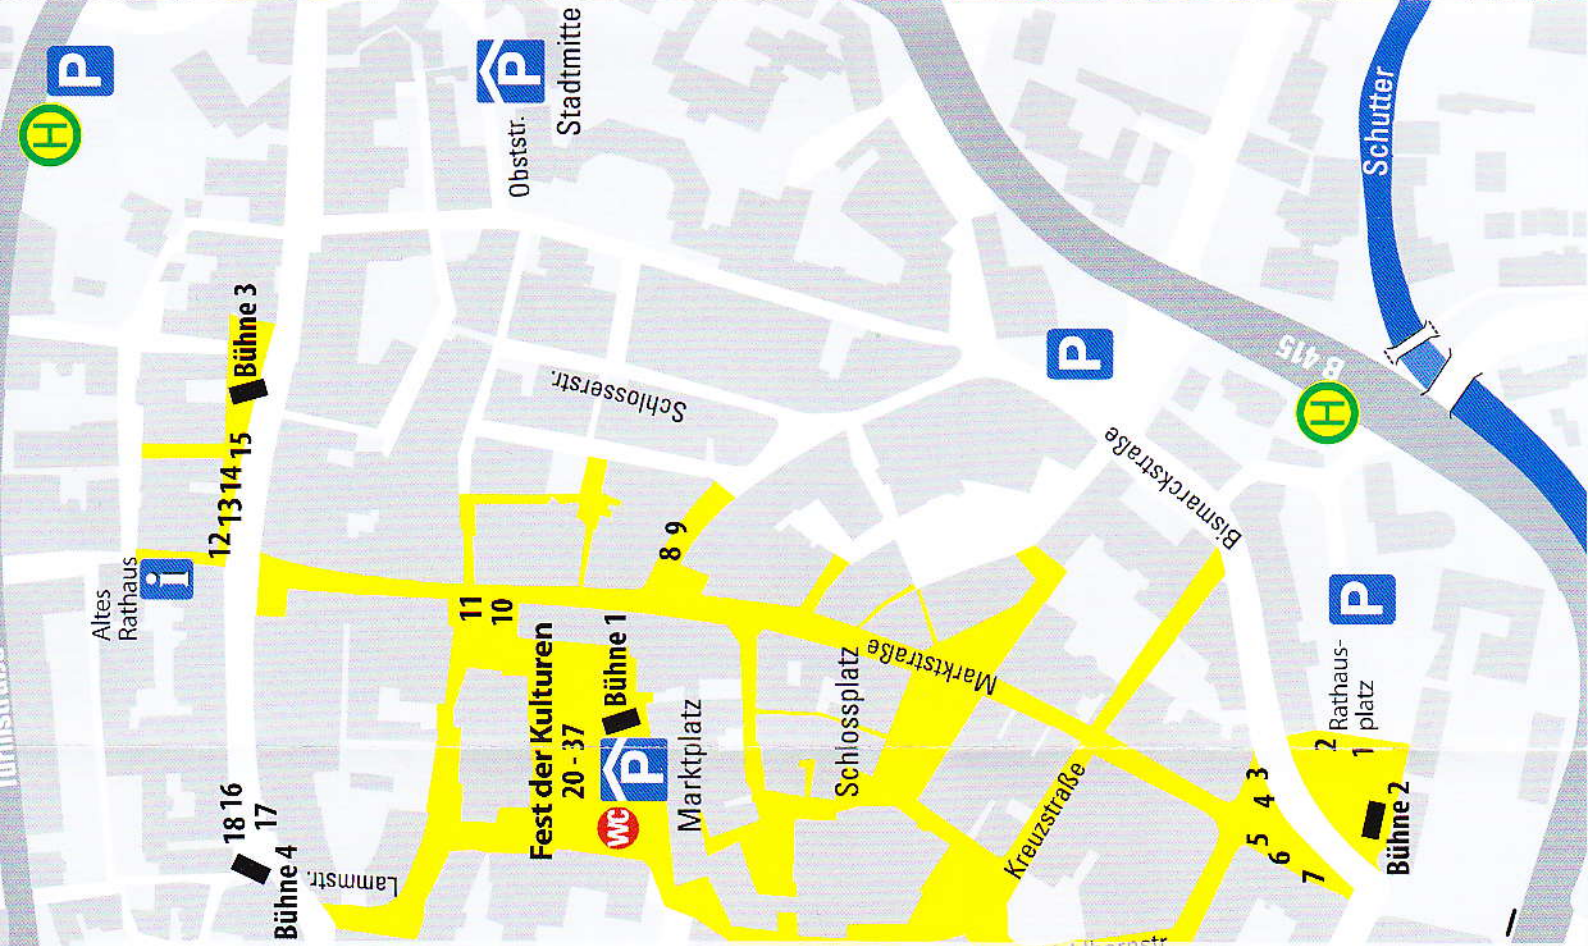 P
H
P
Stadtmitte
Obststr.
Schutter
B 415
H
P
Bühne 3
Schlosserstr.
Bismarckstraße
12 13 14 15
Altes
Rathaus
i
8 9
11
10
Fest der Kulturen
20 - 37
Bühne 1
P
WC
Marktplatz
Schlossplatz
Marktstraße
P
Rathaus-
platz
2
1
3
4
5
6
7
Bühne 2
Kreuzstraße
18 16
17
Bühne 4
Lammstr.